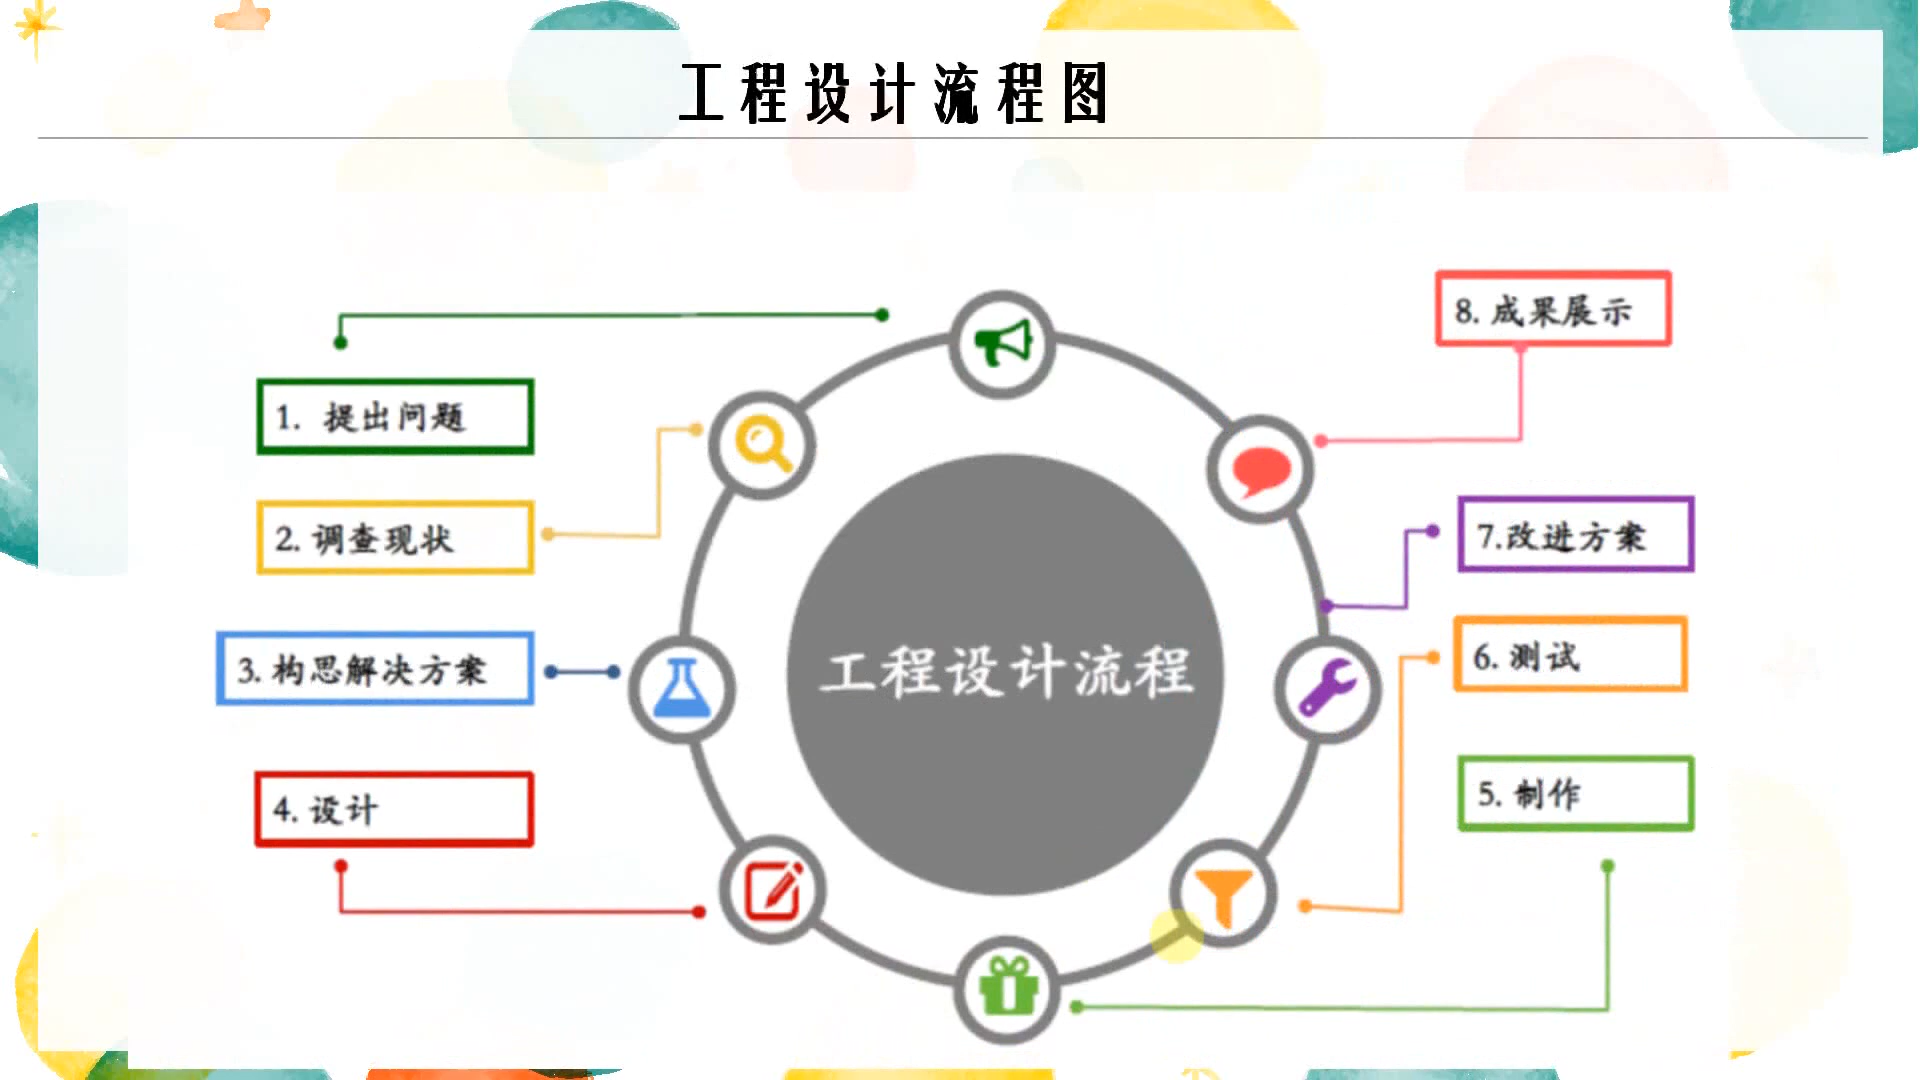 工程设计流程图
1. 提出问题
2. 调查现状
3. 构思解决方案
4. 设计
工程设计流程
8. 成果展示
7.改进方案
6. 测试
5. 制作